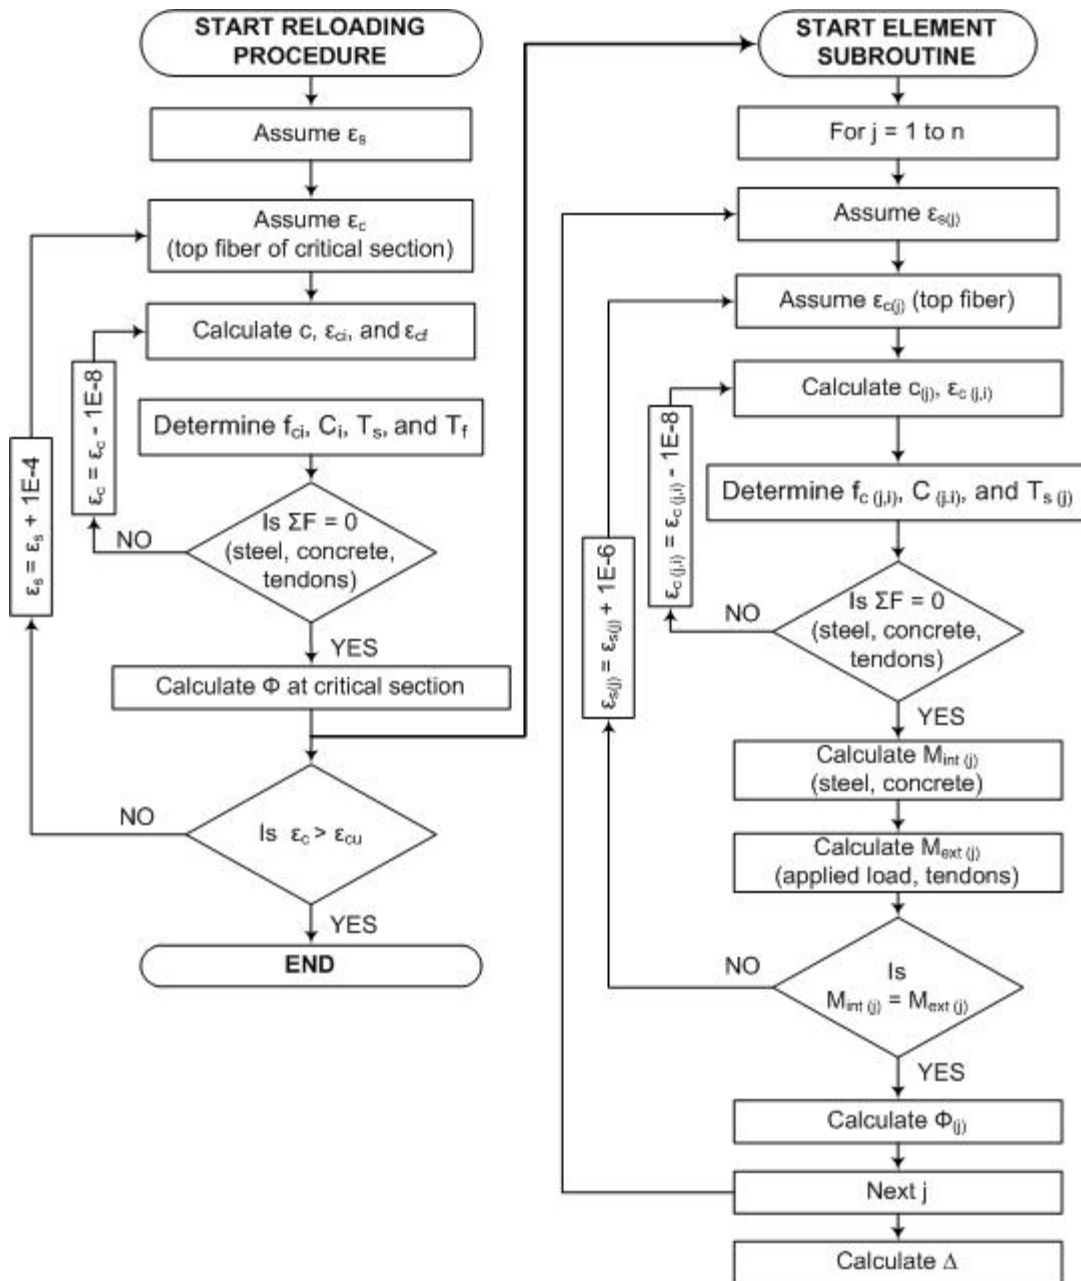 START RELOADING
PROCEDURE
Assume εs
Assume εc
(top fiber of critical section)
Calculate c, εci, and εcf
εc = εc - 1E-8
εs = εs + 1E-4
Determine fci, Ci, Ts, and Tf
Is ΣF = 0
(steel, concrete,
tendons)
NO
YES
Calculate Φ at critical section
Is εc > εcu
NO
YES
END
START ELEMENT
SUBROUTINE
For j = 1 to n
Assume εs(j)
Assume εc(j) (top fiber)
Calculate c(j), εc (j,i)
εc (j,i) = εc (j,i) - 1E-8
εs(j) = εs(j) + 1E-6
Determine fc (j,i), C (j.i), and Ts (j)
Is ΣF = 0
(steel, concrete,
tendons)
NO
YES
Calculate Mint (j)
(steel, concrete)
Calculate Mext (j)
(applied load, tendons)
Is
Mint (j) = Mext (j)
NO
YES
Calculate Φ(j)
Next j
Calculate Δ